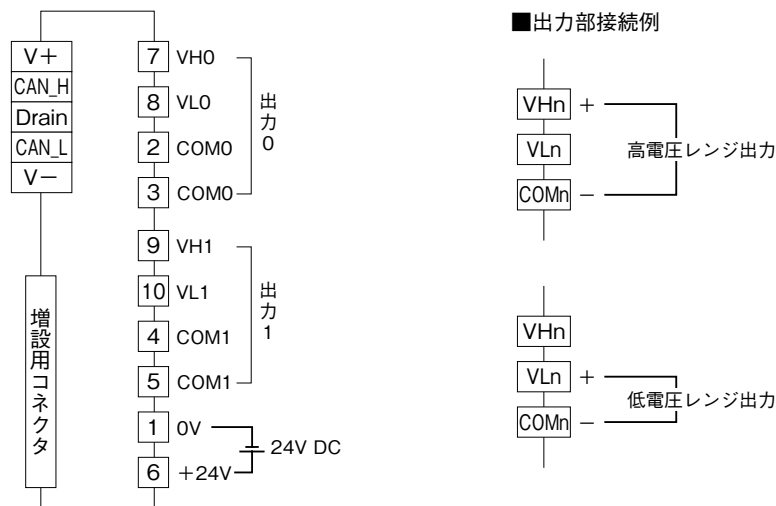 V+
CAN_H
Drain
CAN_L
V−
増設用コネクタ
7 VH0
8 VL0
2 COM0
3 COM0
出力0
9 VH1
10 VL1
4 COM1
5 COM1
出力1
1 0V
6 +24V
24V DC
■出力部接続例
VHn +
VLn
COMn −
高電圧レンジ出力
VHn
VLn +
COMn −
低電圧レンジ出力